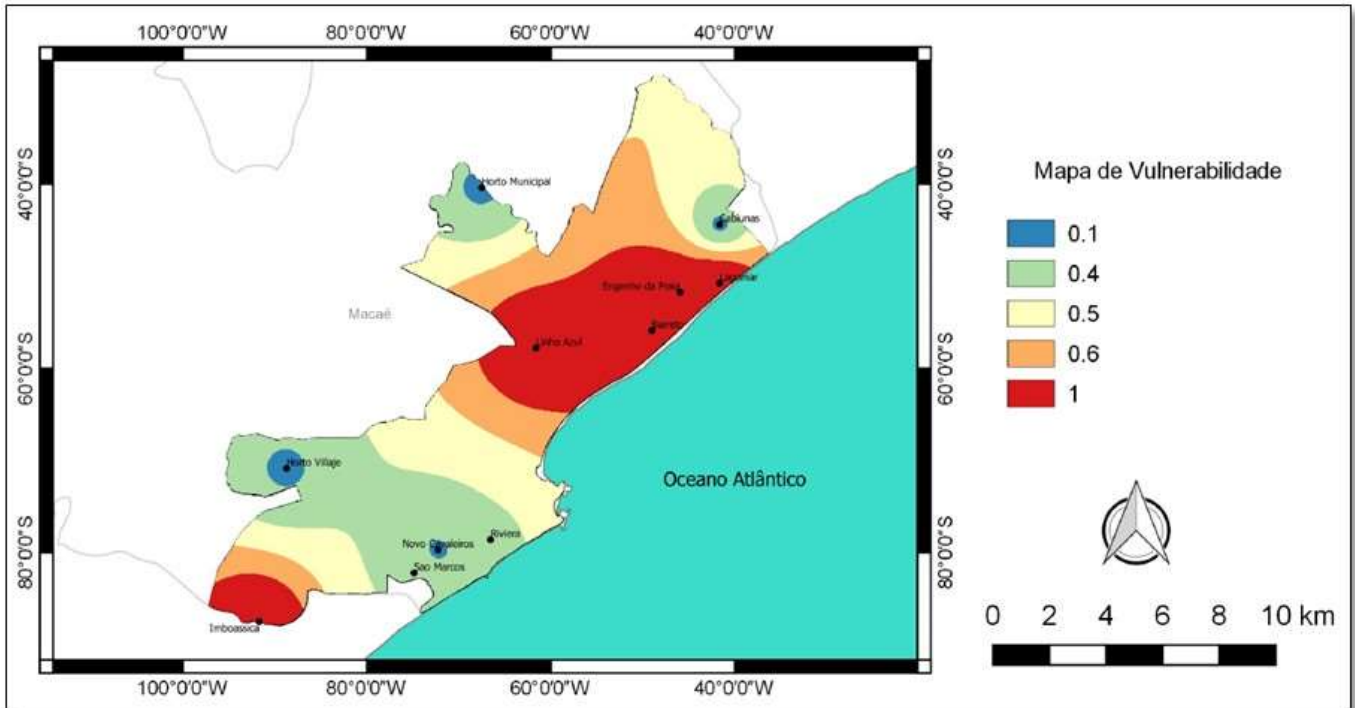 100°0'0"W 80°0'0"W 60°0'0"W 40°0'0"W
40°0'0"S
60°0'0"S
80°0'0"S
Horto Municipal
Cabiunas
Lagomar
Engenho da Praia
Macaé
Barreto
Linho Azul
Horto Villaje
Oceano Atlântico
Riviera
Novo Cavaleiros
Sao Marcos
Imboassica
40°0'0"S
60°0'0"S
80°0'0"S
100°0'0"W 80°0'0"W 60°0'0"W 40°0'0"W
Mapa de Vulnerabilidade
0.1
0.4
0.5
0.6
1
0 2 4 6 8 10 km